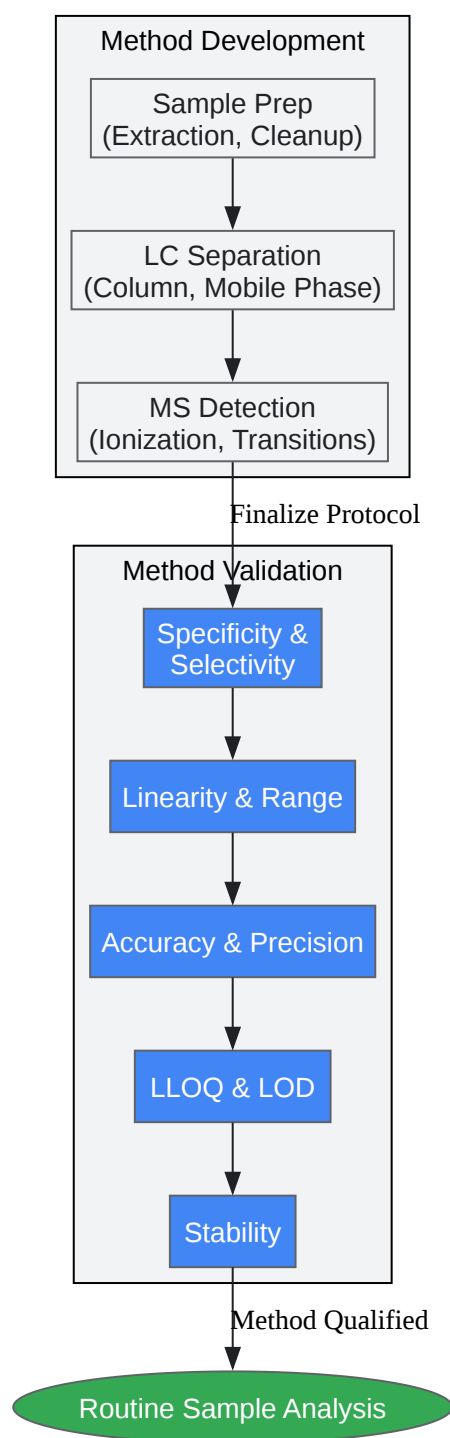 Method Development
Sample Prep
(Extraction, Cleanup)
LC Separation
(Column, Mobile Phase)
MS Detection
(Ionization, Transitions)
Finalize Protocol
Method Validation
Specificity &
Selectivity
Linearity & Range
Accuracy & Precision
LLOQ & LOD
Stability
Method Qualified
Routine Sample Analysis